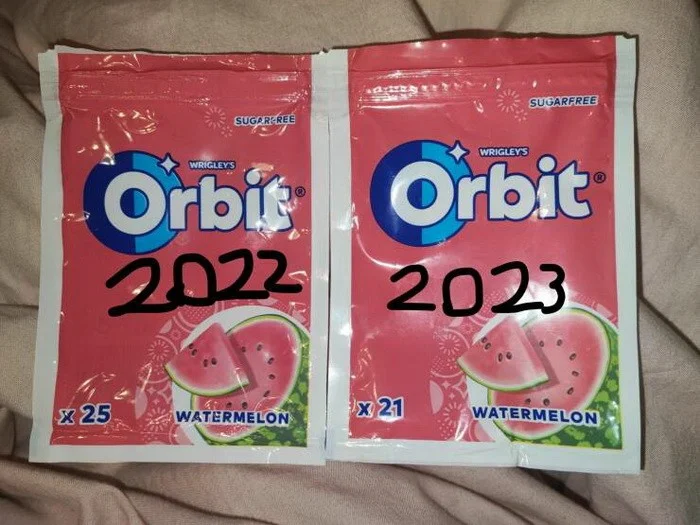 SUGARFREE
WRIGLEY'S
Orbit®
2022
x 25
WATERMELON
SUGARFREE
WRIGLEY'S
Orbit®
2023
x 21
WATERMELON